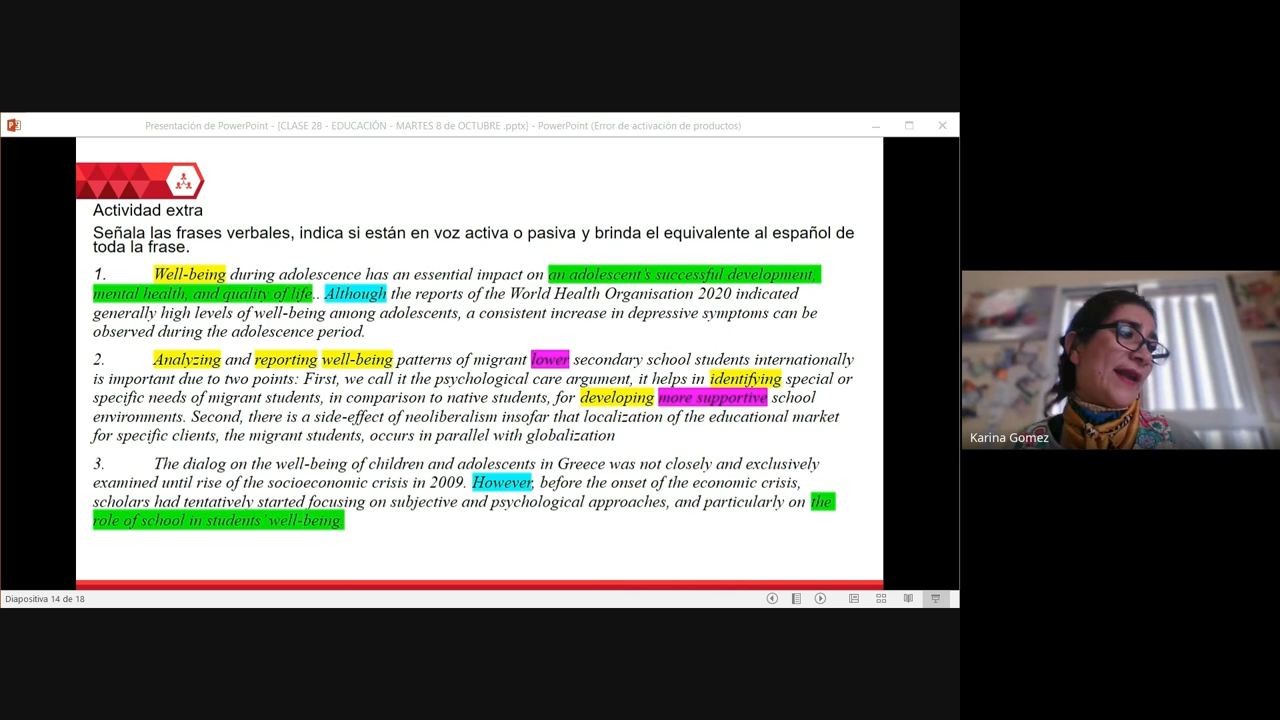 Presentación de PowerPoint - [CLASE 28 - EDUCACIÓN - MARTES 8 de OCTUBRE .pptx] - PowerPoint (Error de activación de productos)
Actividad extra
Señala las frases verbales, indica si están en voz activa o pasiva y brinda el equivalente al español de
toda la frase.
1. Well-being during adolescence has an essential impact on an adolescent's successful development,
mental health, and quality of life.. Although the reports of the World Health Organisation 2020 indicated
generally high levels of well-being among adolescents, a consistent increase in depressive symptoms can be
observed during the adolescence period.
2. Analyzing and reporting well-being patterns of migrant lower secondary school students internationally
is important due to two points: First, we call it the psychological care argument, it helps in identifying special or
specific needs of migrant students, in comparison to native students, for developing more supportive school
environments. Second, there is a side-effect of neoliberalism insofar that localization of the educational market
for specific clients, the migrant students, occurs in parallel with globalization
3. The dialog on the well-being of children and adolescents in Greece was not closely and exclusively
examined until rise of the socioeconomic crisis in 2009. However, before the onset of the economic crisis,
scholars had tentatively started focusing on subjective and psychological approaches, and particularly on the
role of school in students' well-being
Karina Gomez
Diapositiva 14 de 18